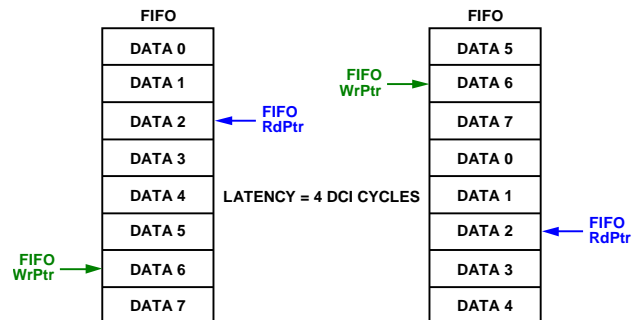 FIFO
DATA 0
DATA 1
DATA 2
DATA 3
DATA 4
DATA 5
DATA 6
DATA 7
FIFO
RdPtr
FIFO
WrPtr
LATENCY = 4 DCI CYCLES
FIFO
DATA 5
DATA 6
DATA 7
DATA 0
DATA 1
DATA 2
DATA 3
DATA 4
FIFO
WrPtr
FIFO
RdPtr